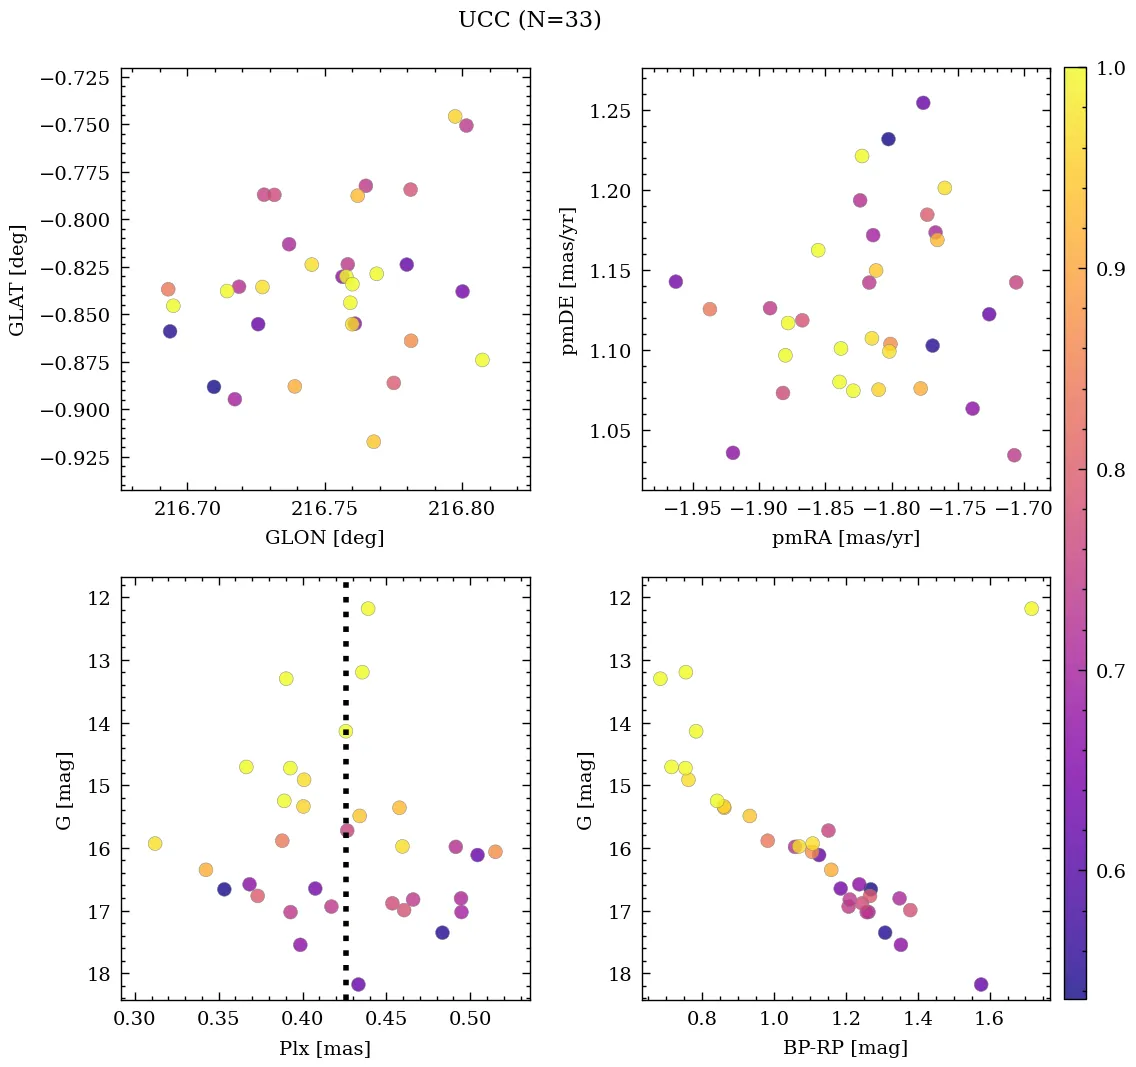 UCC (N=33)
−0.725
−0.750
−0.775
−0.800
−0.825
−0.850
−0.875
−0.900
−0.925
GLAT [deg]
216.70 216.75 216.80
GLON [deg]
1.25
1.20
1.15
1.10
1.05
pmDE [mas/yr]
−1.95 −1.90 −1.85 −1.80 −1.75 −1.70
pmRA [mas/yr]
1.0
0.9
0.8
0.7
0.6
12
13
14
15
16
17
18
G [mag]
0.30 0.35 0.40 0.45 0.50
Plx [mas]
12
13
14
15
16
17
18
G [mag]
0.8 1.0 1.2 1.4 1.6
BP-RP [mag]